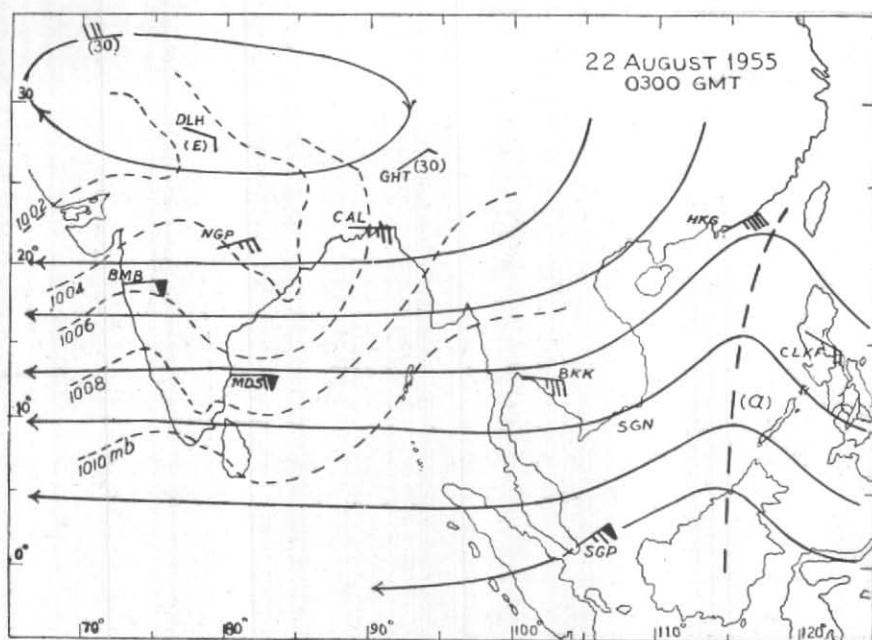 (30)
22 AUGUST 1955
0300 GMT
30
DLH
(E)
GHT (30)
1002
NGP
CAL
HKG
20°
BMB
1004
1006
CLKF
1008
MDS
BKK
(a)
10°
SGN
1010 mb
SGP
0°
70°
80°
90°
100°
110°
120°